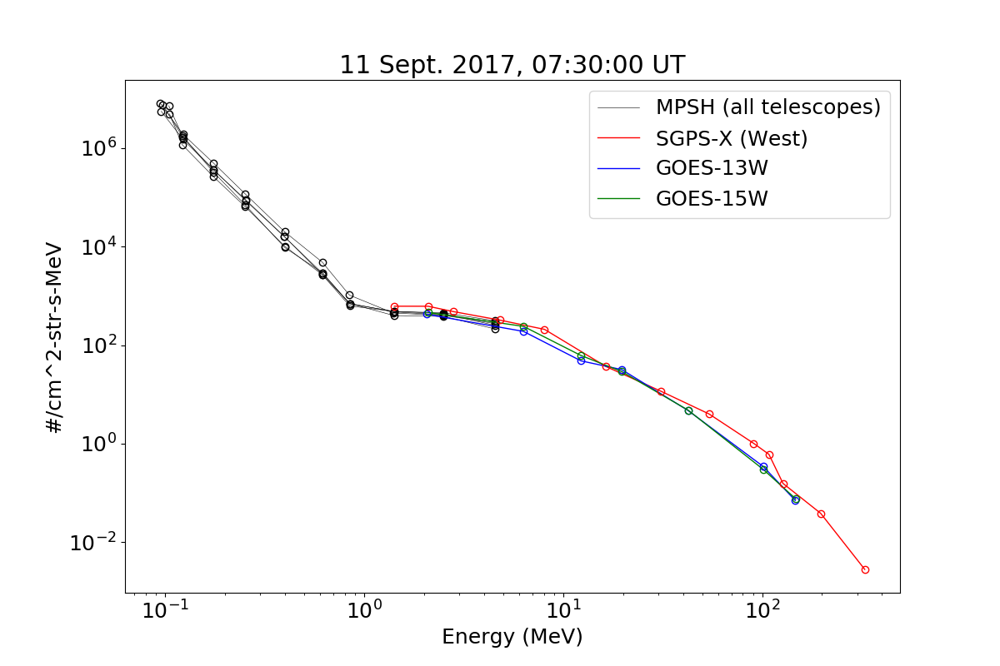 11 Sept. 2017, 07:30:00 UT
MPSH (all telescopes)
SGPS-X (West)
GOES-13W
GOES-15W
#/cm^2-str-s-MeV
10^6
10^4
10^2
10^0
10^−2
10^−1 10^0 10^1 10^2
Energy (MeV)